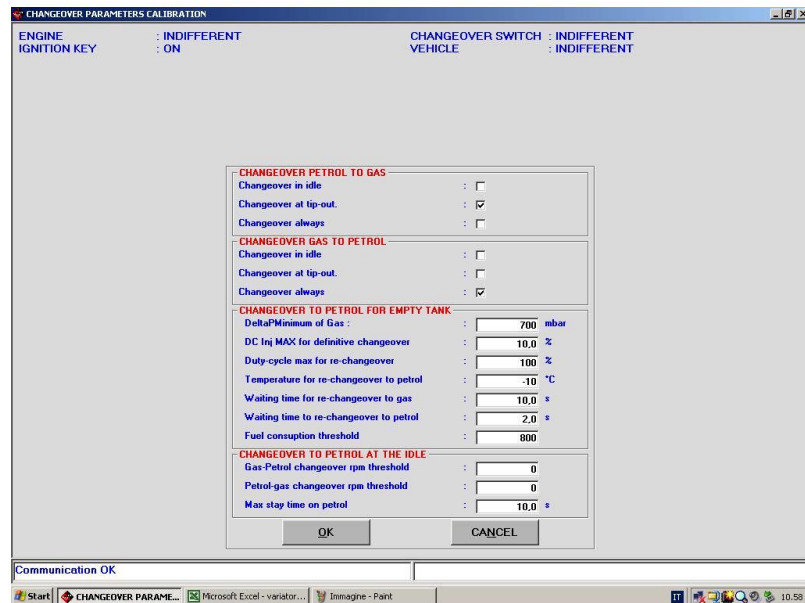 CHANGEOVER PARAMETERS CALIBRATION
ENGINE : INDIFFERENT CHANGEOVER SWITCH : INDIFFERENT
IGNITION KEY : ON VEHICLE : INDIFFERENT
CHANGEOVER PETROL TO GAS
Changeover in idle :
Changeover at tip-out. :
Changeover always :
CHANGEOVER GAS TO PETROL
Changeover in idle :
Changeover at tip-out. :
Changeover always :
CHANGEOVER TO PETROL FOR EMPTY TANK
DeltaPMinimum of Gas : : 700 mbar
DC Inj MAX for definitive changeover : 10,0 %
Duty-cycle max for re-changeover : 100 %
Temperature for re-changeover to petrol : -10 °C
Waiting time for re-changeover to gas : 10,0 s
Waiting time to re-changeover to petrol : 2,0 s
Fuel consuption threshold : 800
CHANGEOVER TO PETROL AT THE IDLE
Gas-Petrol changeover rpm threshold : 0
Petrol-gas changeover rpm threshold : 0
Max stay time on petrol : 10,0 s
OK CANCEL
Communication OK
Start CHANGEOVER PARAME... Microsoft Excel - variator... Immagine - Paint IT 10.58